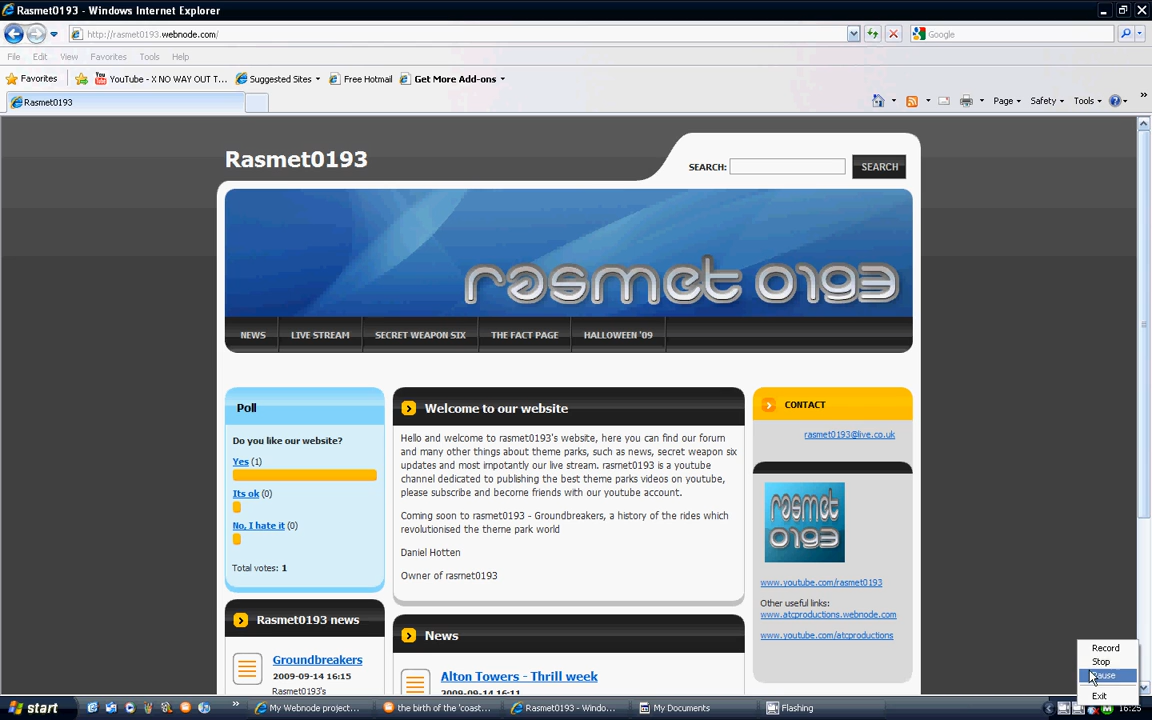 Rasmet0193 - Windows Internet Explorer
http://rasmet0193.webnode.com/
Google
File Edit View Favorites Tools Help
Favorites YouTube - X NO WAY OUT T... Suggested Sites Free Hotmail Get More Add-ons
Rasmet0193
Page Safety Tools
Rasmet0193
SEARCH: SEARCH
rasmet 0193
NEWS LIVE STREAM SECRET WEAPON SIX THE FACT PAGE HALLOWEEN '09
Poll
Do you like our website?
Yes (1)
Its ok (0)
No, I hate it (0)
Total votes: 1
Rasmet0193 news
Groundbreakers
2009-09-14 16:15
Rasmet0193's
Welcome to our website
Hello and welcome to rasmet0193's website, here you can find our forum
and many other things about theme parks, such as news, secret weapon six
updates and most impotantly our live stream. rasmet0193 is a youtube
channel dedicated to publishing the best theme parks videos on youtube,
please subscribe and become friends with our youtube account.
Coming soon to rasmet0193 - Groundbreakers, a history of the rides which
revolutionised the theme park world
Daniel Hotten
Owner of rasmet0193
News
Alton Towers - Thrill week
2009-09-14 16:11
CONTACT
rasmet0193@live.co.uk
rasmet
0193
www.youtube.com/rasmet0193
Other useful links:
www.atcproductions.webnode.com
www.youtube.com/atcproductions
Record
Stop
Pause
Exit
start My Webnode project... the birth of the 'coast... Rasmet0193 - Windo... My Documents Flashing 16:25